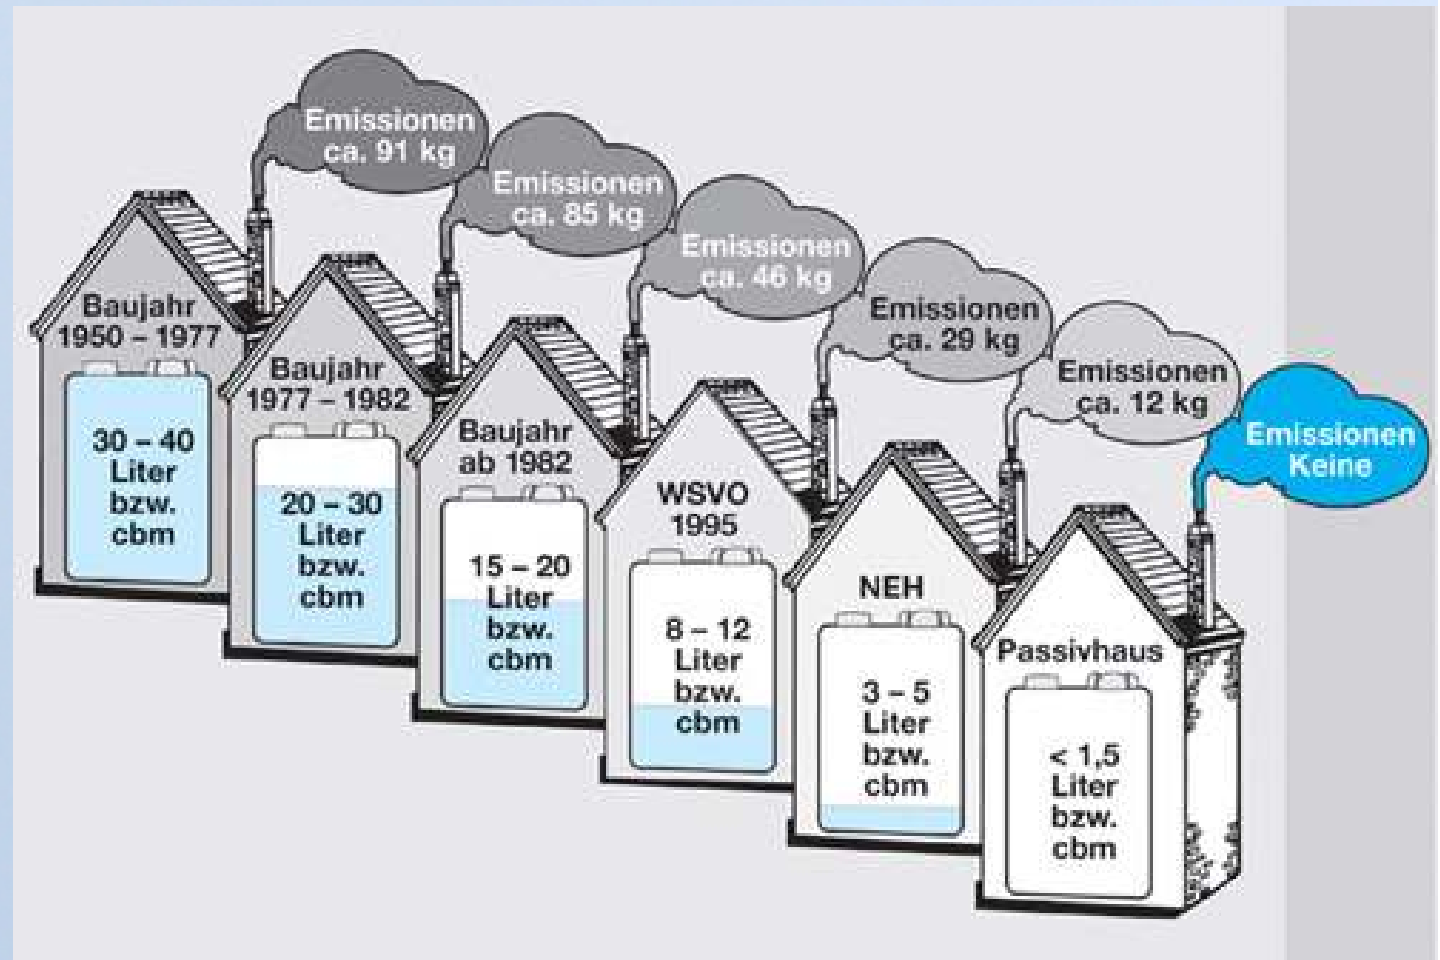 Emissionen
ca. 91 kg
Emissionen
ca. 85 kg
Emissionen
ca. 46 kg
Emissionen
ca. 29 kg
Emissionen
ca. 12 kg
Emissionen
Keine
Baujahr
1950 – 1977
30 – 40
Liter
bzw.
cbm
Baujahr
1977 – 1982
20 – 30
Liter
bzw.
cbm
Baujahr
ab 1982
15 – 20
Liter
bzw.
cbm
WSVO
1995
8 – 12
Liter
bzw.
cbm
NEH
3 – 5
Liter
bzw.
cbm
Passivhaus
< 1,5
Liter
bzw.
cbm